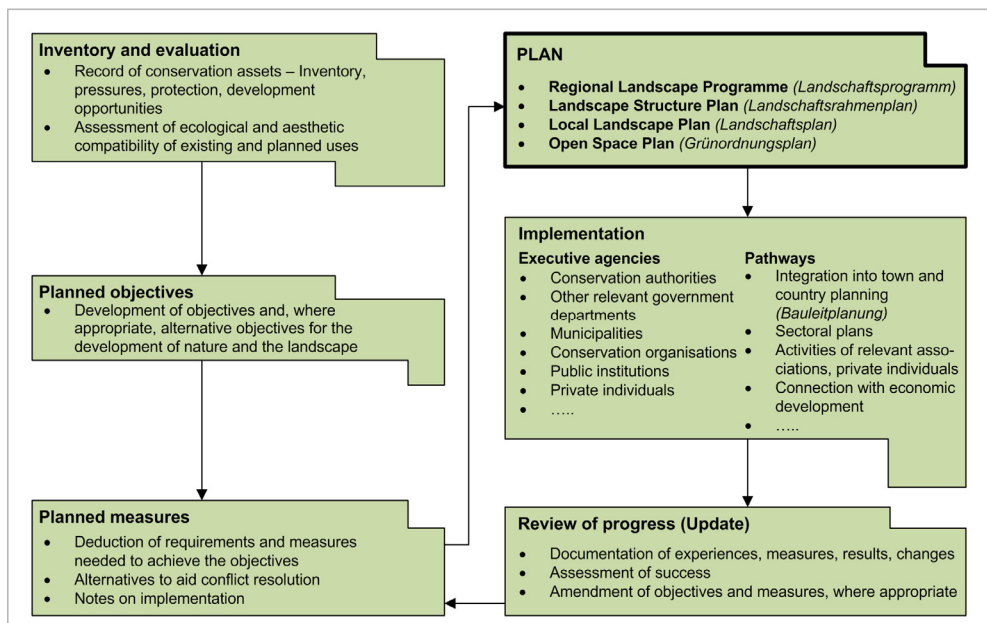 Inventory and evaluation
• Record of conservation assets – Inventory,
pressures, protection, development
opportunities
• Assessment of ecological and aesthetic
compatibility of existing and planned uses
Planned objectives
• Development of objectives and, where
appropriate, alternative objectives for the
development of nature and the landscape
Planned measures
• Deduction of requirements and measures
needed to achieve the objectives
• Alternatives to aid conflict resolution
• Notes on implementation
PLAN
• Regional Landscape Programme (Landschaftsprogramm)
• Landscape Structure Plan (Landschaftsrahmenplan)
• Local Landscape Plan (Landschaftsplan)
• Open Space Plan (Grünordnungsplan)
Implementation
Executive agencies
• Conservation authorities
• Other relevant government
departments
• Municipalities
• Conservation organisations
• Public institutions
• Private individuals
• …..
Pathways
• Integration into town and
country planning
(Bauleitplanung)
• Sectoral plans
• Activities of relevant asso-
ciations, private individuals
• Connection with economic
development
• …..
Review of progress (Update)
• Documentation of experiences, measures, results, changes
• Assessment of success
• Amendment of objectives and measures, where appropriate